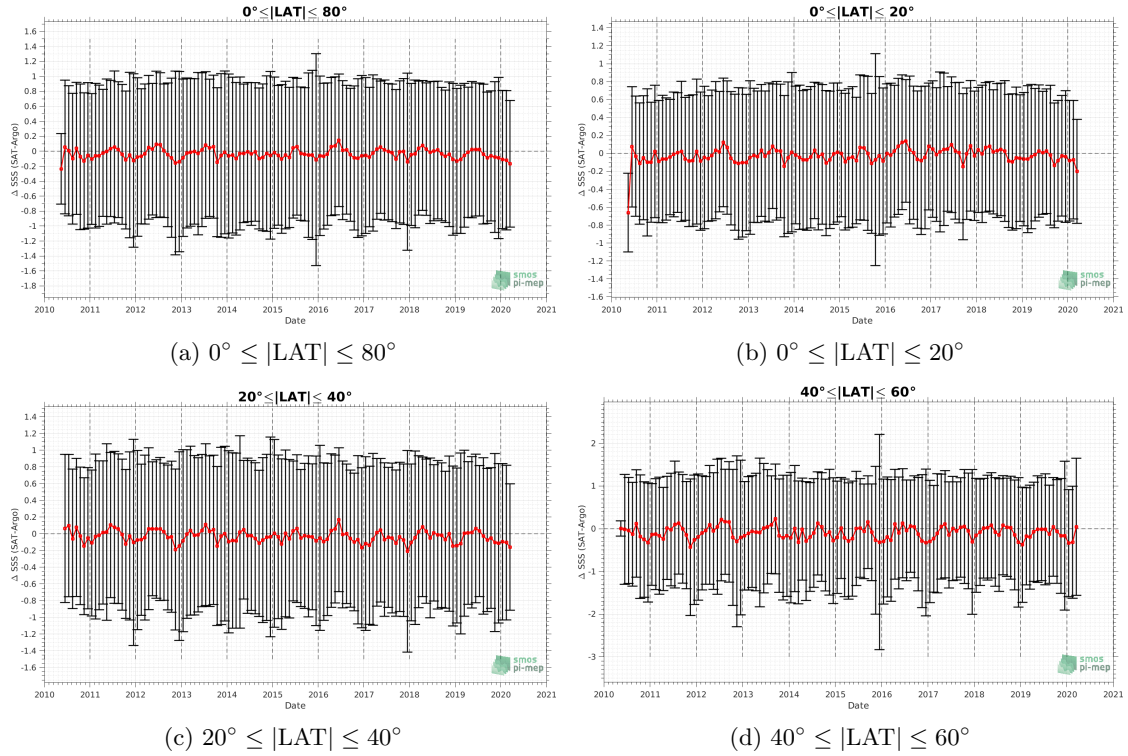 0°≤|LAT|≤ 80°
1.6
1.4
1.2
1
0.8
0.6
0.4
0.2
0
-0.2
-0.4
-0.6
-0.8
-1
-1.2
-1.4
-1.6
-1.8
Δ SSS (SAT-Argo)
2010 2011 2012 2013 2014 2015 2016 2017 2018 2019 2020 2021
Date
smos
pi-mep
(a) 0° ≤ |LAT| ≤ 80°
0°≤|LAT|≤ 20°
1.4
1.2
1
0.8
0.6
0.4
0.2
0
-0.2
-0.4
-0.6
-0.8
-1
-1.2
-1.4
-1.6
Δ SSS (SAT-Argo)
2010 2011 2012 2013 2014 2015 2016 2017 2018 2019 2020 2021
Date
smos
pi-mep
(b) 0° ≤ |LAT| ≤ 20°
20°≤|LAT|≤ 40°
1.4
1.2
1
0.8
0.6
0.4
0.2
0
-0.2
-0.4
-0.6
-0.8
-1
-1.2
-1.4
-1.6
Δ SSS (SAT-Argo)
2010 2011 2012 2013 2014 2015 2016 2017 2018 2019 2020 2021
Date
smos
pi-mep
(c) 20° ≤ |LAT| ≤ 40°
40°≤|LAT|≤ 60°
2
1
0
-1
-2
-3
Δ SSS (SAT-Argo)
2010 2011 2012 2013 2014 2015 2016 2017 2018 2019 2020 2021
Date
smos
pi-mep
(d) 40° ≤ |LAT| ≤ 60°